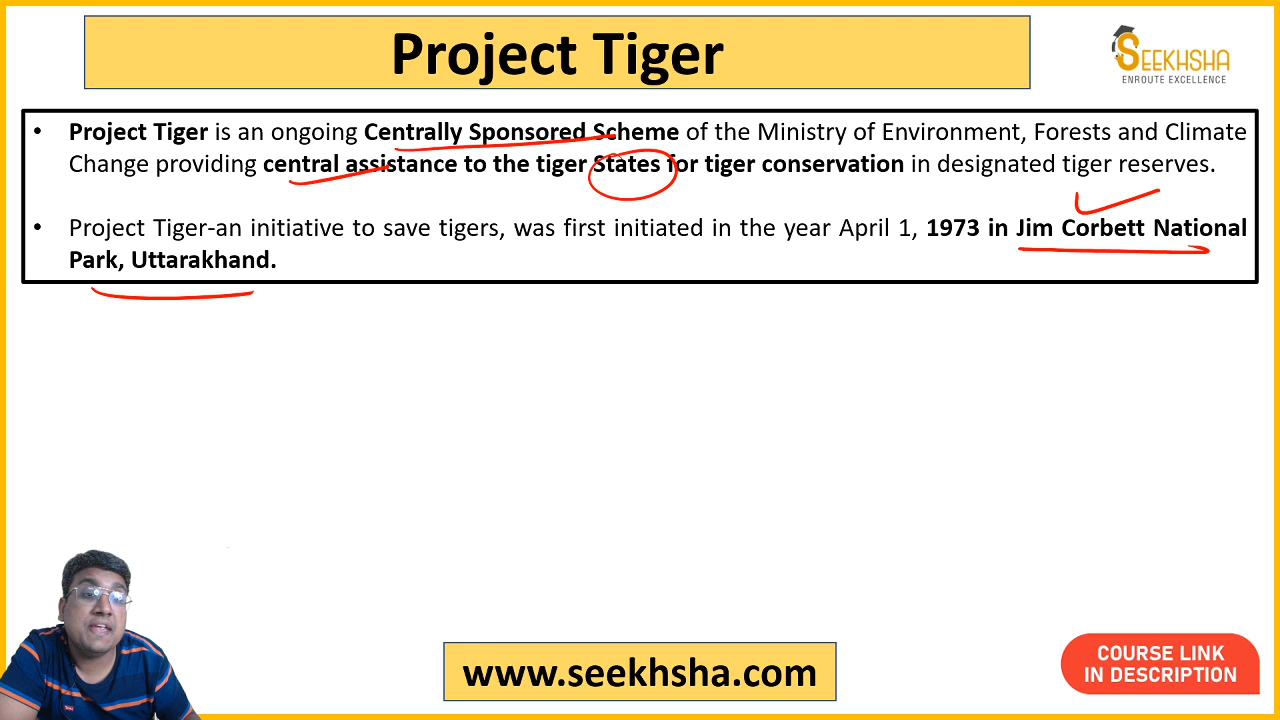 Project Tiger
SEEKHSHA
ENROUTE EXCELLENCE
• Project Tiger is an ongoing Centrally Sponsored Scheme of the Ministry of Environment, Forests and Climate
Change providing central assistance to the tiger States for tiger conservation in designated tiger reserves.
• Project Tiger-an initiative to save tigers, was first initiated in the year April 1, 1973 in Jim Corbett National
Park, Uttarakhand.
www.seekhsha.com
COURSE LINK
IN DESCRIPTION